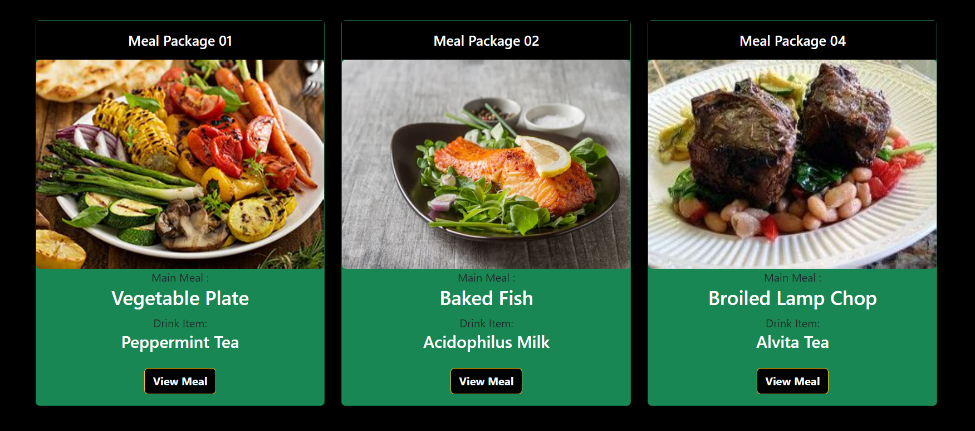 Meal Package 01
Main Meal :
Vegetable Plate
Drink Item:
Peppermint Tea
View Meal
Meal Package 02
Main Meal :
Baked Fish
Drink Item:
Acidophilus Milk
View Meal
Meal Package 04
Main Meal :
Broiled Lamp Chop
Drink Item:
Alvita Tea
View Meal